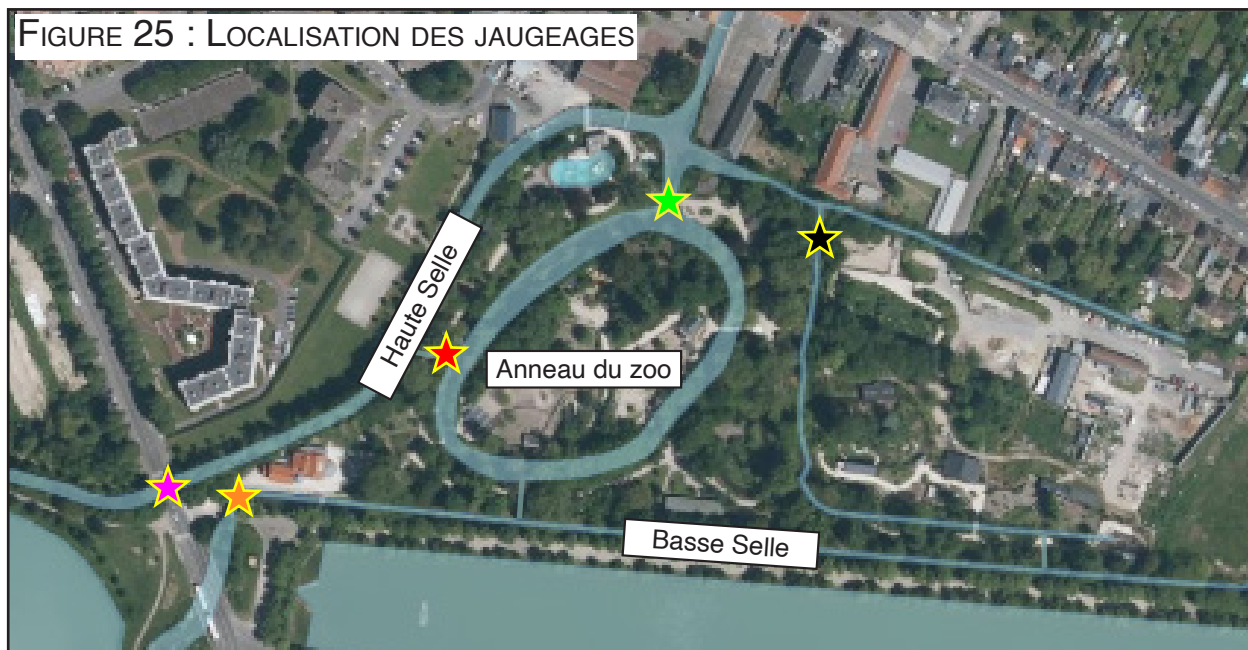 FIGURE 25 : LOCALISATION DES JAUGEAGES
Haute Selle
Anneau du zoo
Basse Selle